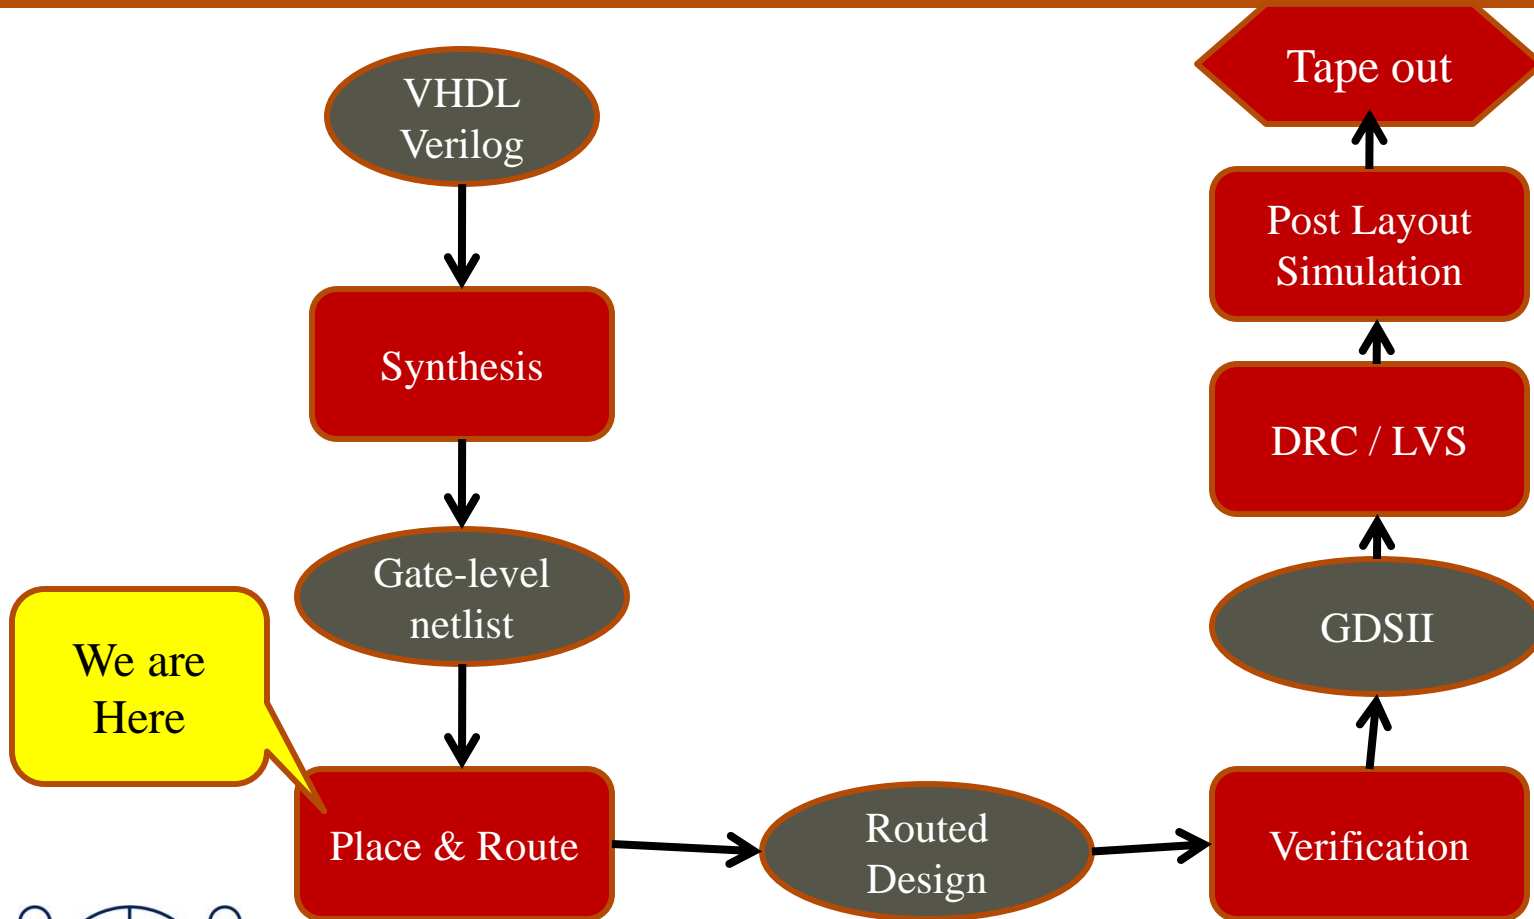 VHDL
Verilog
Synthesis
Gate-level
netlist
We are
Here
Place & Route
Routed
Design
Verification
GDSII
DRC / LVS
Post Layout
Simulation
Tape out